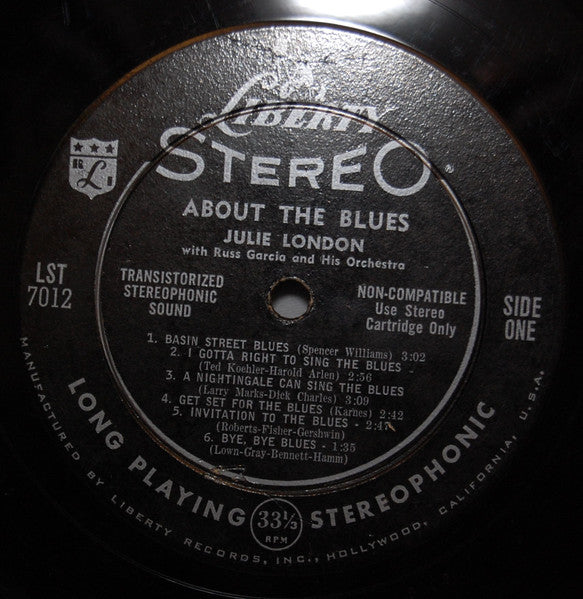 LIBERTY
STEREO
ABOUT THE BLUES
JULIE LONDON
with Russ Garcia and His Orchestra
LST
7012
TRANSISTORIZED
STEREOPHONIC
SOUND
NON-COMPATIBLE
Use Stereo
Cartridge Only
SIDE
ONE
1. BASIN STREET BLUES (Spencer Williams) 3:02
2. I GOTTA RIGHT TO SING THE BLUES -
(Ted Koehler-Harold Arlen) 2:56
3. A NIGHTINGALE CAN SING THE BLUES
(Larry Marks-Dick Charles) 3:09
4. GET SET FOR THE BLUES (Karnes) 2:42
5. INVITATION TO THE BLUES - 2:47
(Roberts-Fisher-Gershwin)
6. BYE, BYE BLUES - 1:35
(Lown-Gray-Bennett-Hamm)
LONG PLAYING 33⅓ RPM STEREOPHONIC
MANUFACTURED BY LIBERTY RECORDS, INC., HOLLYWOOD, CALIFORNIA, U.S.A.